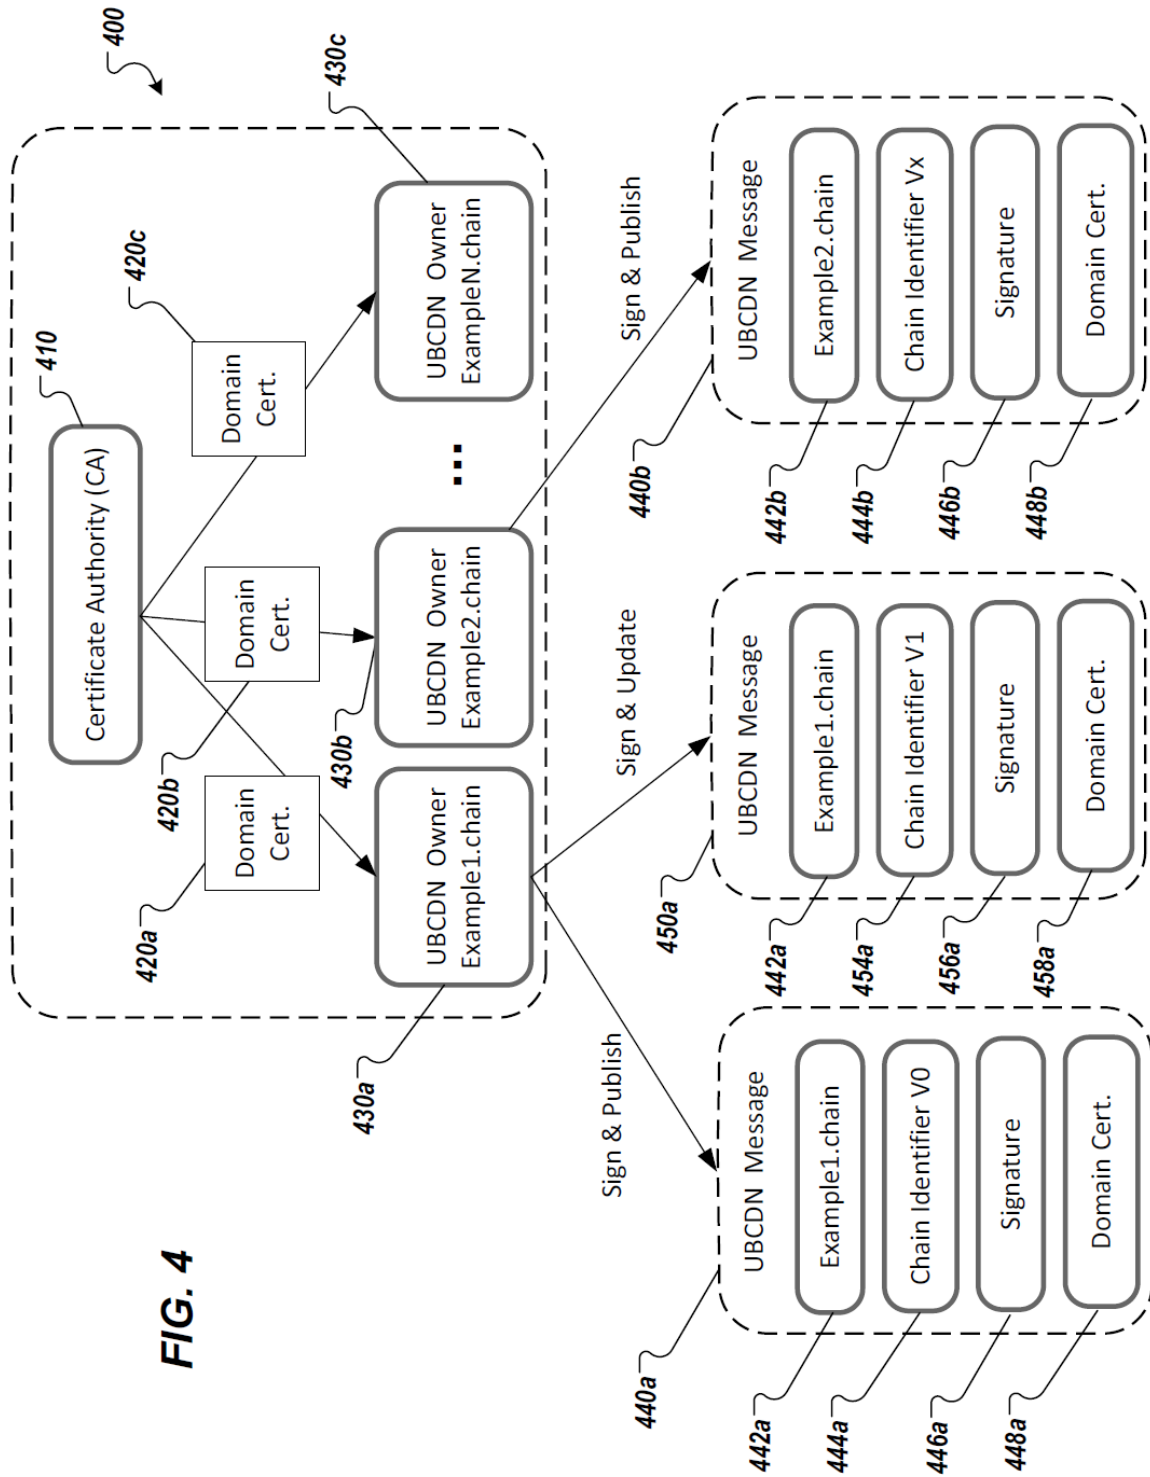 400
410
Certificate Authority (CA)
420a
Domain
Cert.
420b
Domain
Cert.
420c
Domain
Cert.
430a
UBCDN Owner
Example1.chain
430b
UBCDN Owner
Example2.chain
...
430c
UBCDN Owner
ExampleN.chain
Sign & Publish
Sign & Update
Sign & Publish
440a
UBCDN Message
442a
Example1.chain
444a
Chain Identifier V0
446a
Signature
448a
Domain Cert.
450a
UBCDN Message
442a
Example1.chain
454a
Chain Identifier V1
456a
Signature
458a
Domain Cert.
440b
UBCDN Message
442b
Example2.chain
444b
Chain Identifier Vx
446b
Signature
448b
Domain Cert.
FIG. 4